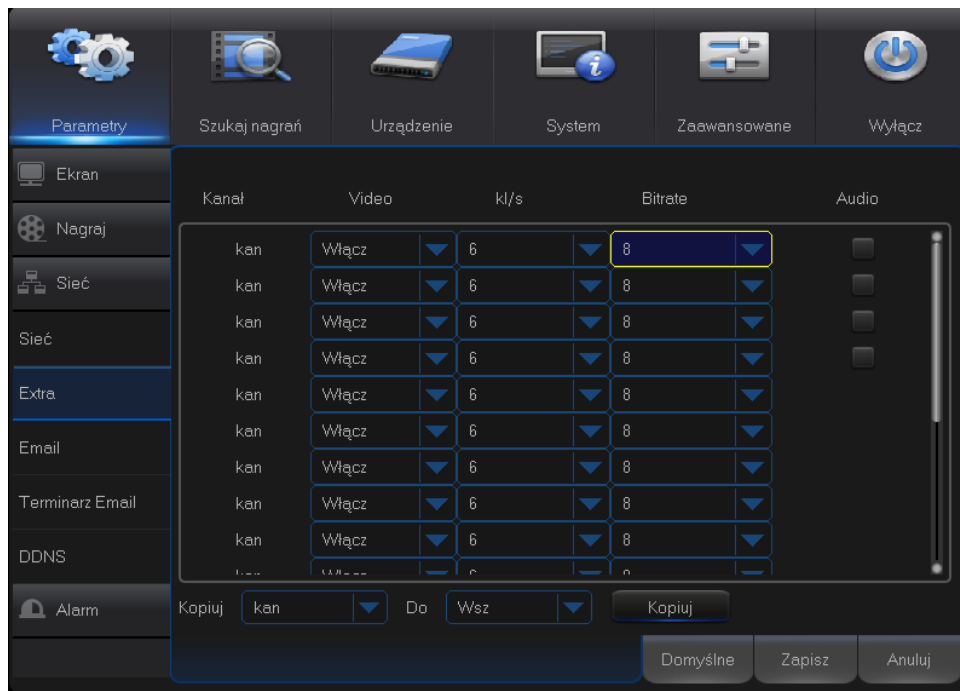 Parametry Szukaj nagrań Urządzenie System Zaawansowane Wyłącz
Ekran
Nagraj
Sieć
Sieć
Extra
Email
Terminarz Email
DDNS
Alarm
Kanał Video kl/s Bitrate Audio
kan Włącz 6 8
kan Włącz 6 8
kan Włącz 6 8
kan Włącz 6 8
kan Włącz 6 8
kan Włącz 6 8
kan Włącz 6 8
kan Włącz 6 8
kan Włącz 6 8
Kopiuj kan Do Wsz Kopiuj
Domyślne Zapisz Anuluj